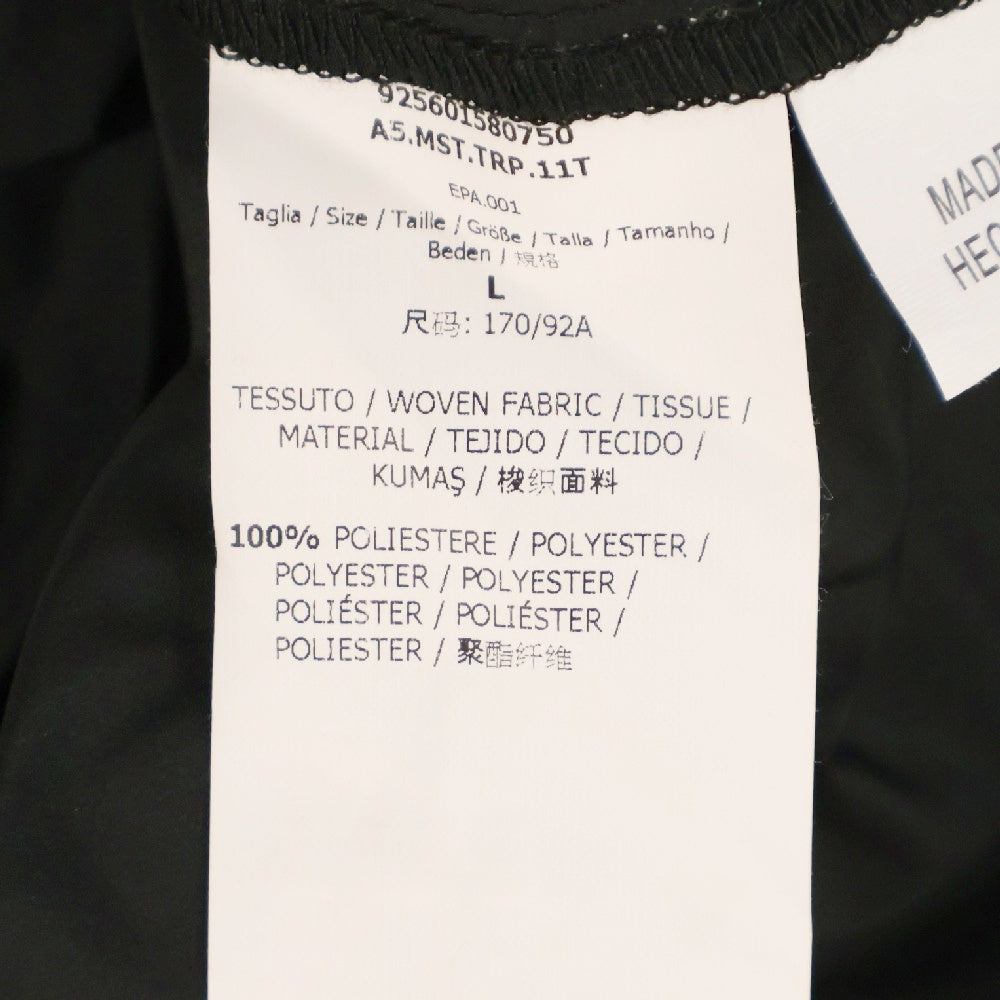 925601580750
A5.MST.TRP.11T
EPA.001
Taglia / Size / Taille / Größe / Talla / Tamanho /
Beden / 规格
L
尺码: 170/92A
TESSUTO / WOVEN FABRIC / TISSUE /
MATERIAL / TEJIDO / TECIDO /
KUMAŞ / 梭织面料
100% POLIESTERE / POLYESTER /
POLYESTER / POLYESTER /
POLIÉSTER / POLIÉSTER /
POLIESTER / 聚酯纤维
MADE